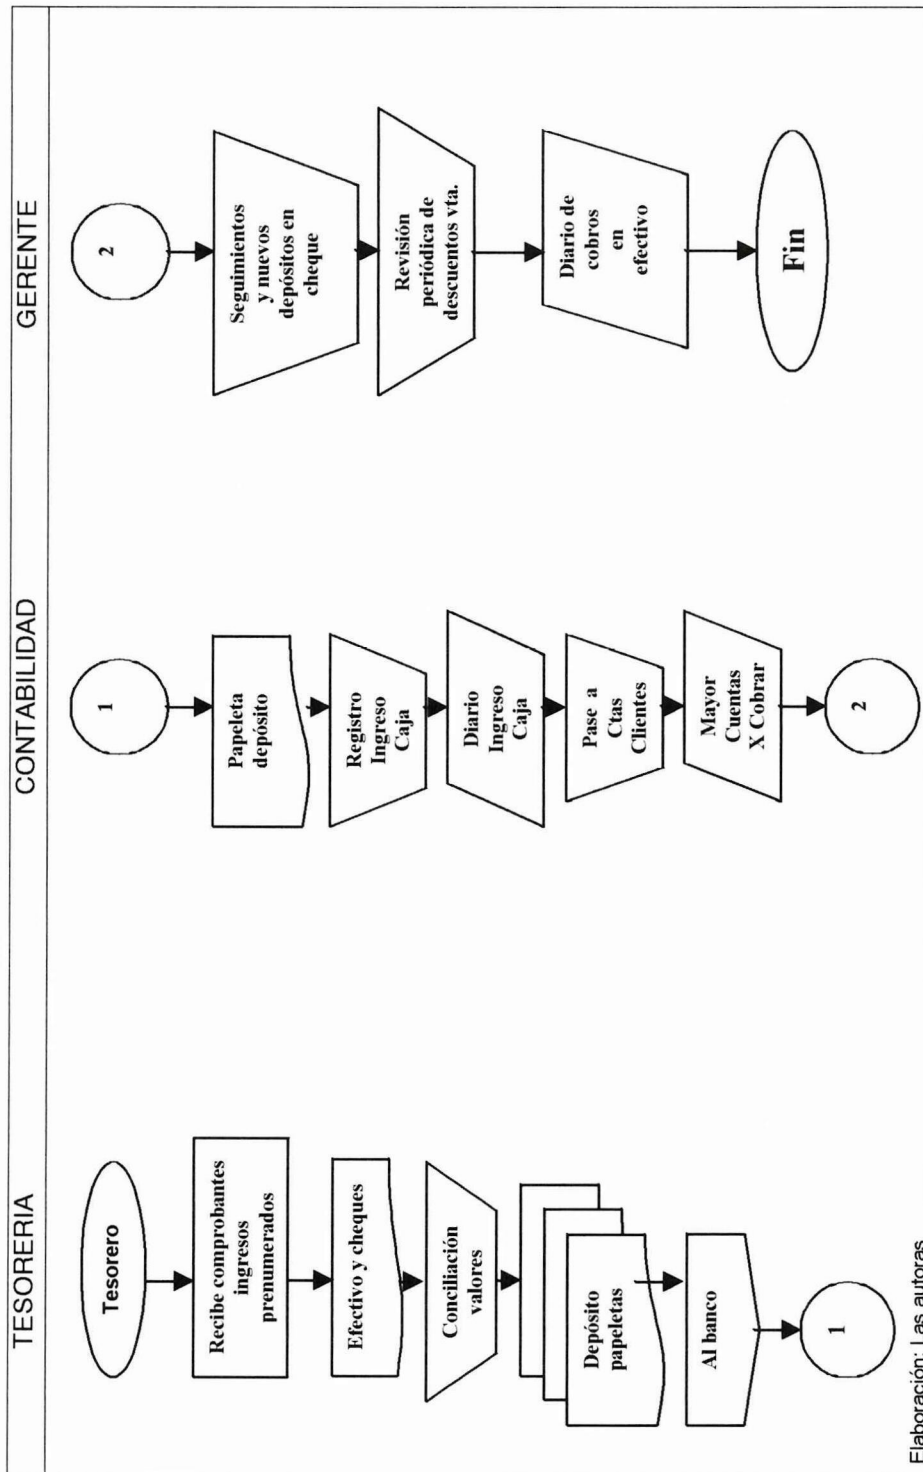 TESORERIA
CONTABILIDAD
GERENTE
Tesorero
Recibe comprobantes
ingresos
prenumerados
Efectivo y cheques
Conciliación
valores
Depósito
papeletas
Al banco
1
1
Papeleta
depósito
Registro
Ingreso
Caja
Diario
Ingreso
Caja
Pase a
Ctas
Clientes
Mayor
Cuentas
X Cobrar
2
2
Seguimientos
y nuevos
depósitos en
cheque
Revisión
periódica de
descuentos vta.
Diario de
cobros
en
efectivo
Fin
Elaboración: Las autoras